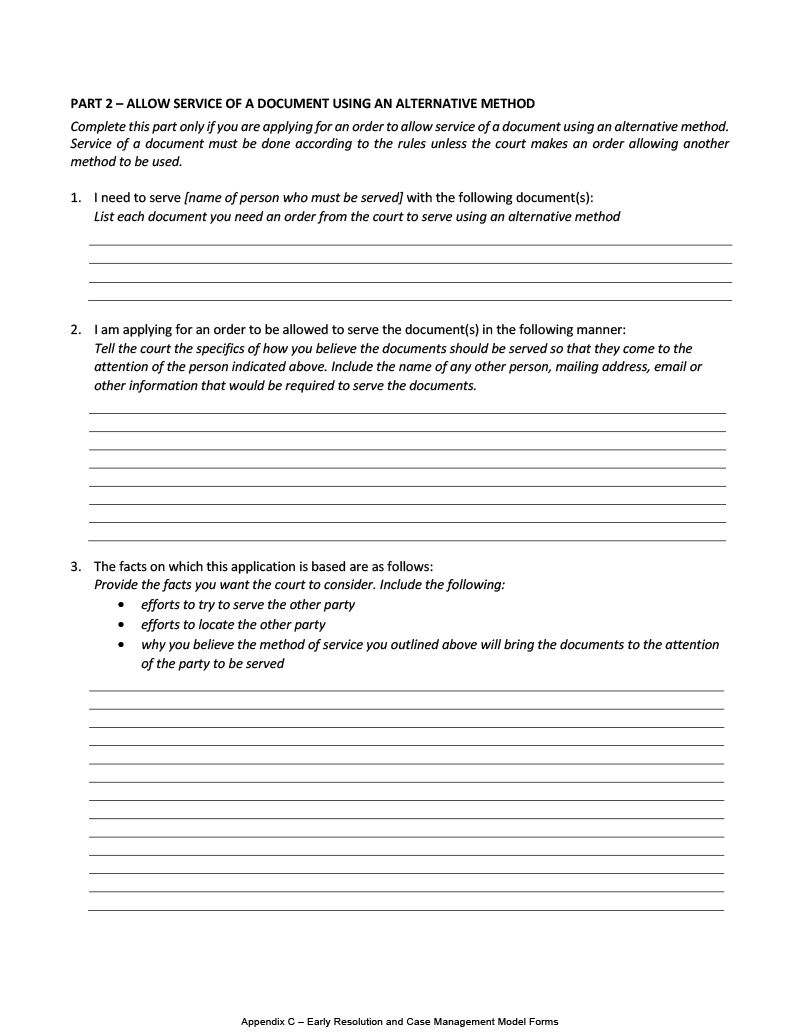 PART 2 – ALLOW SERVICE OF A DOCUMENT USING AN ALTERNATIVE METHOD
Complete this part only if you are applying for an order to allow service of a document using an alternative method.
Service of a document must be done according to the rules unless the court makes an order allowing another
method to be used.
1. I need to serve [name of person who must be served] with the following document(s):
List each document you need an order from the court to serve using an alternative method
2. I am applying for an order to be allowed to serve the document(s) in the following manner:
Tell the court the specifics of how you believe the documents should be served so that they come to the
attention of the person indicated above. Include the name of any other person, mailing address, email or
other information that would be required to serve the documents.
3. The facts on which this application is based are as follows:
Provide the facts you want the court to consider. Include the following:
• efforts to try to serve the other party
• efforts to locate the other party
• why you believe the method of service you outlined above will bring the documents to the attention
of the party to be served
Appendix C – Early Resolution and Case Management Model Forms